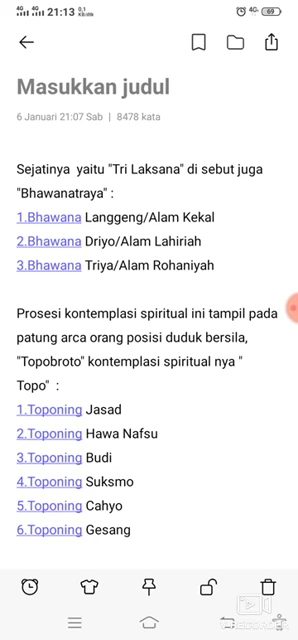 21:13
0,1
KB/dtk
4G
69
Masukkan judul
6 Januari 21:07 Sab | 8478 kata
Sejatinya yaitu "Tri Laksana" di sebut juga
"Bhawanatraya" :
1.Bhawana Langgeng/Alam Kekal
2.Bhawana Driyo/Alam Lahiriah
3.Bhawana Triya/Alam Rohaniyah
Prosesi kontemplasi spiritual ini tampil pada
patung arca orang posisi duduk bersila,
"Topobroto" kontemplasi spiritual nya "
Topo" :
1.Toponing Jasad
2.Toponing Hawa Nafsu
3.Toponing Budi
4.Toponing Suksmo
5.Toponing Cahyo
6.Toponing Gesang